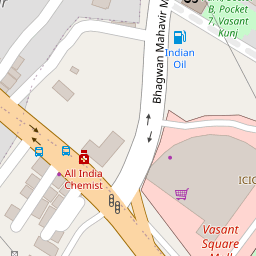 B, Pocket
7, Vasant
Kunj
Indian
Oil
Bhagwan Mahavir M
All India
Chemist
ICIC
Vasant
Square
Mall